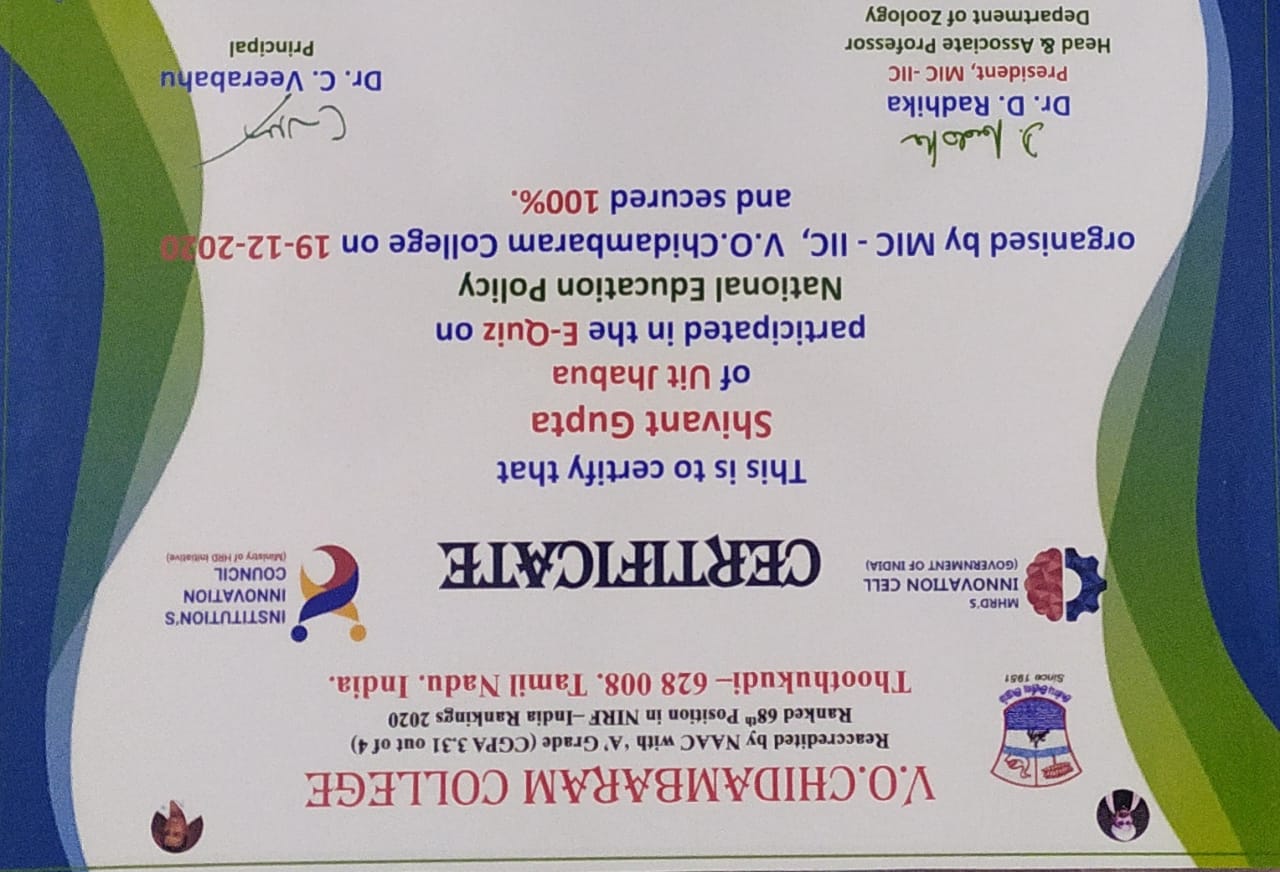 V.O.CHIDAMBARAM COLLEGE
Reaccredited by NAAC with ‘A’ Grade (CGPA 3.31 out of 4)
Ranked 68th Position in NIRF –India Rankings 2020
Thoothukudi– 628 008. Tamil Nadu. India.
Since 1951
MHRD'S
INNOVATION CELL
(GOVERNMENT OF INDIA)
CERTIFICATE
INSTITUTION'S
INNOVATION
COUNCIL
(Ministry of HRD Initiative)
This is to certify that
Shivant Gupta
of Uit Jhabua
participated in the E-Quiz on
National Education Policy
organised by MIC - IIC, V.O.Chidambaram College on 19-12-2020
and secured 100%.
Dr. D. Radhika
President, MIC -IIC
Head & Associate Professor
Department of Zoology
Dr. C. Veerabahu
Principal